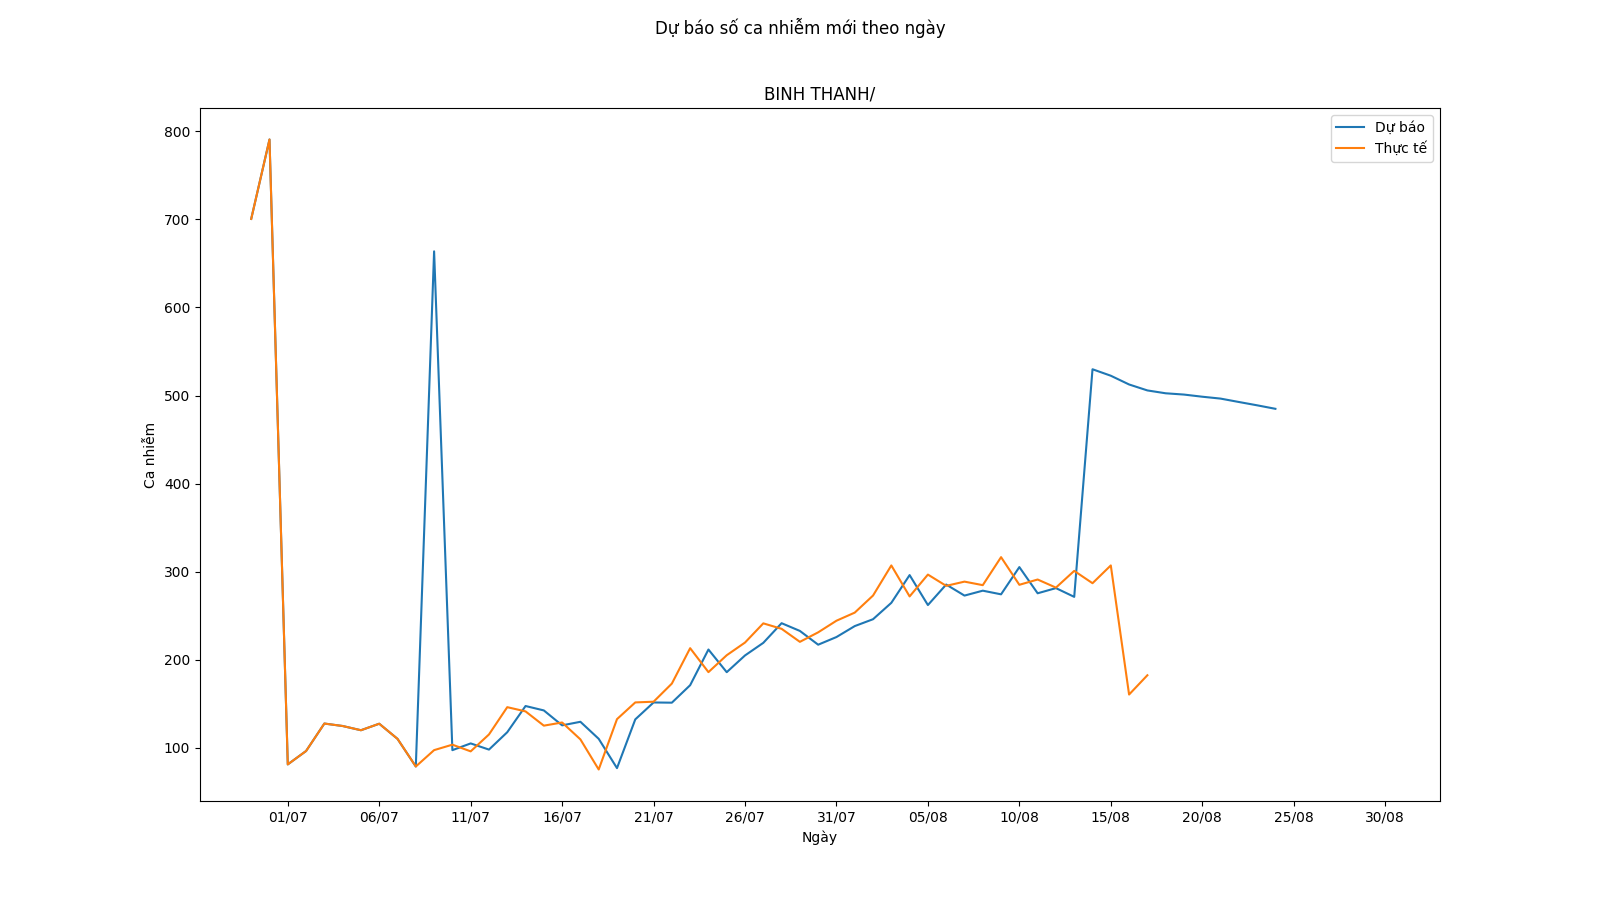 Dự báo số ca nhiễm mới theo ngày
BINH THANH/
Dự báo
Thực tế
800
700
600
500
400
300
200
100
Ca nhiễm
01/07 06/07 11/07 16/07 21/07 26/07 31/07 05/08 10/08 15/08 20/08 25/08 30/08
Ngày